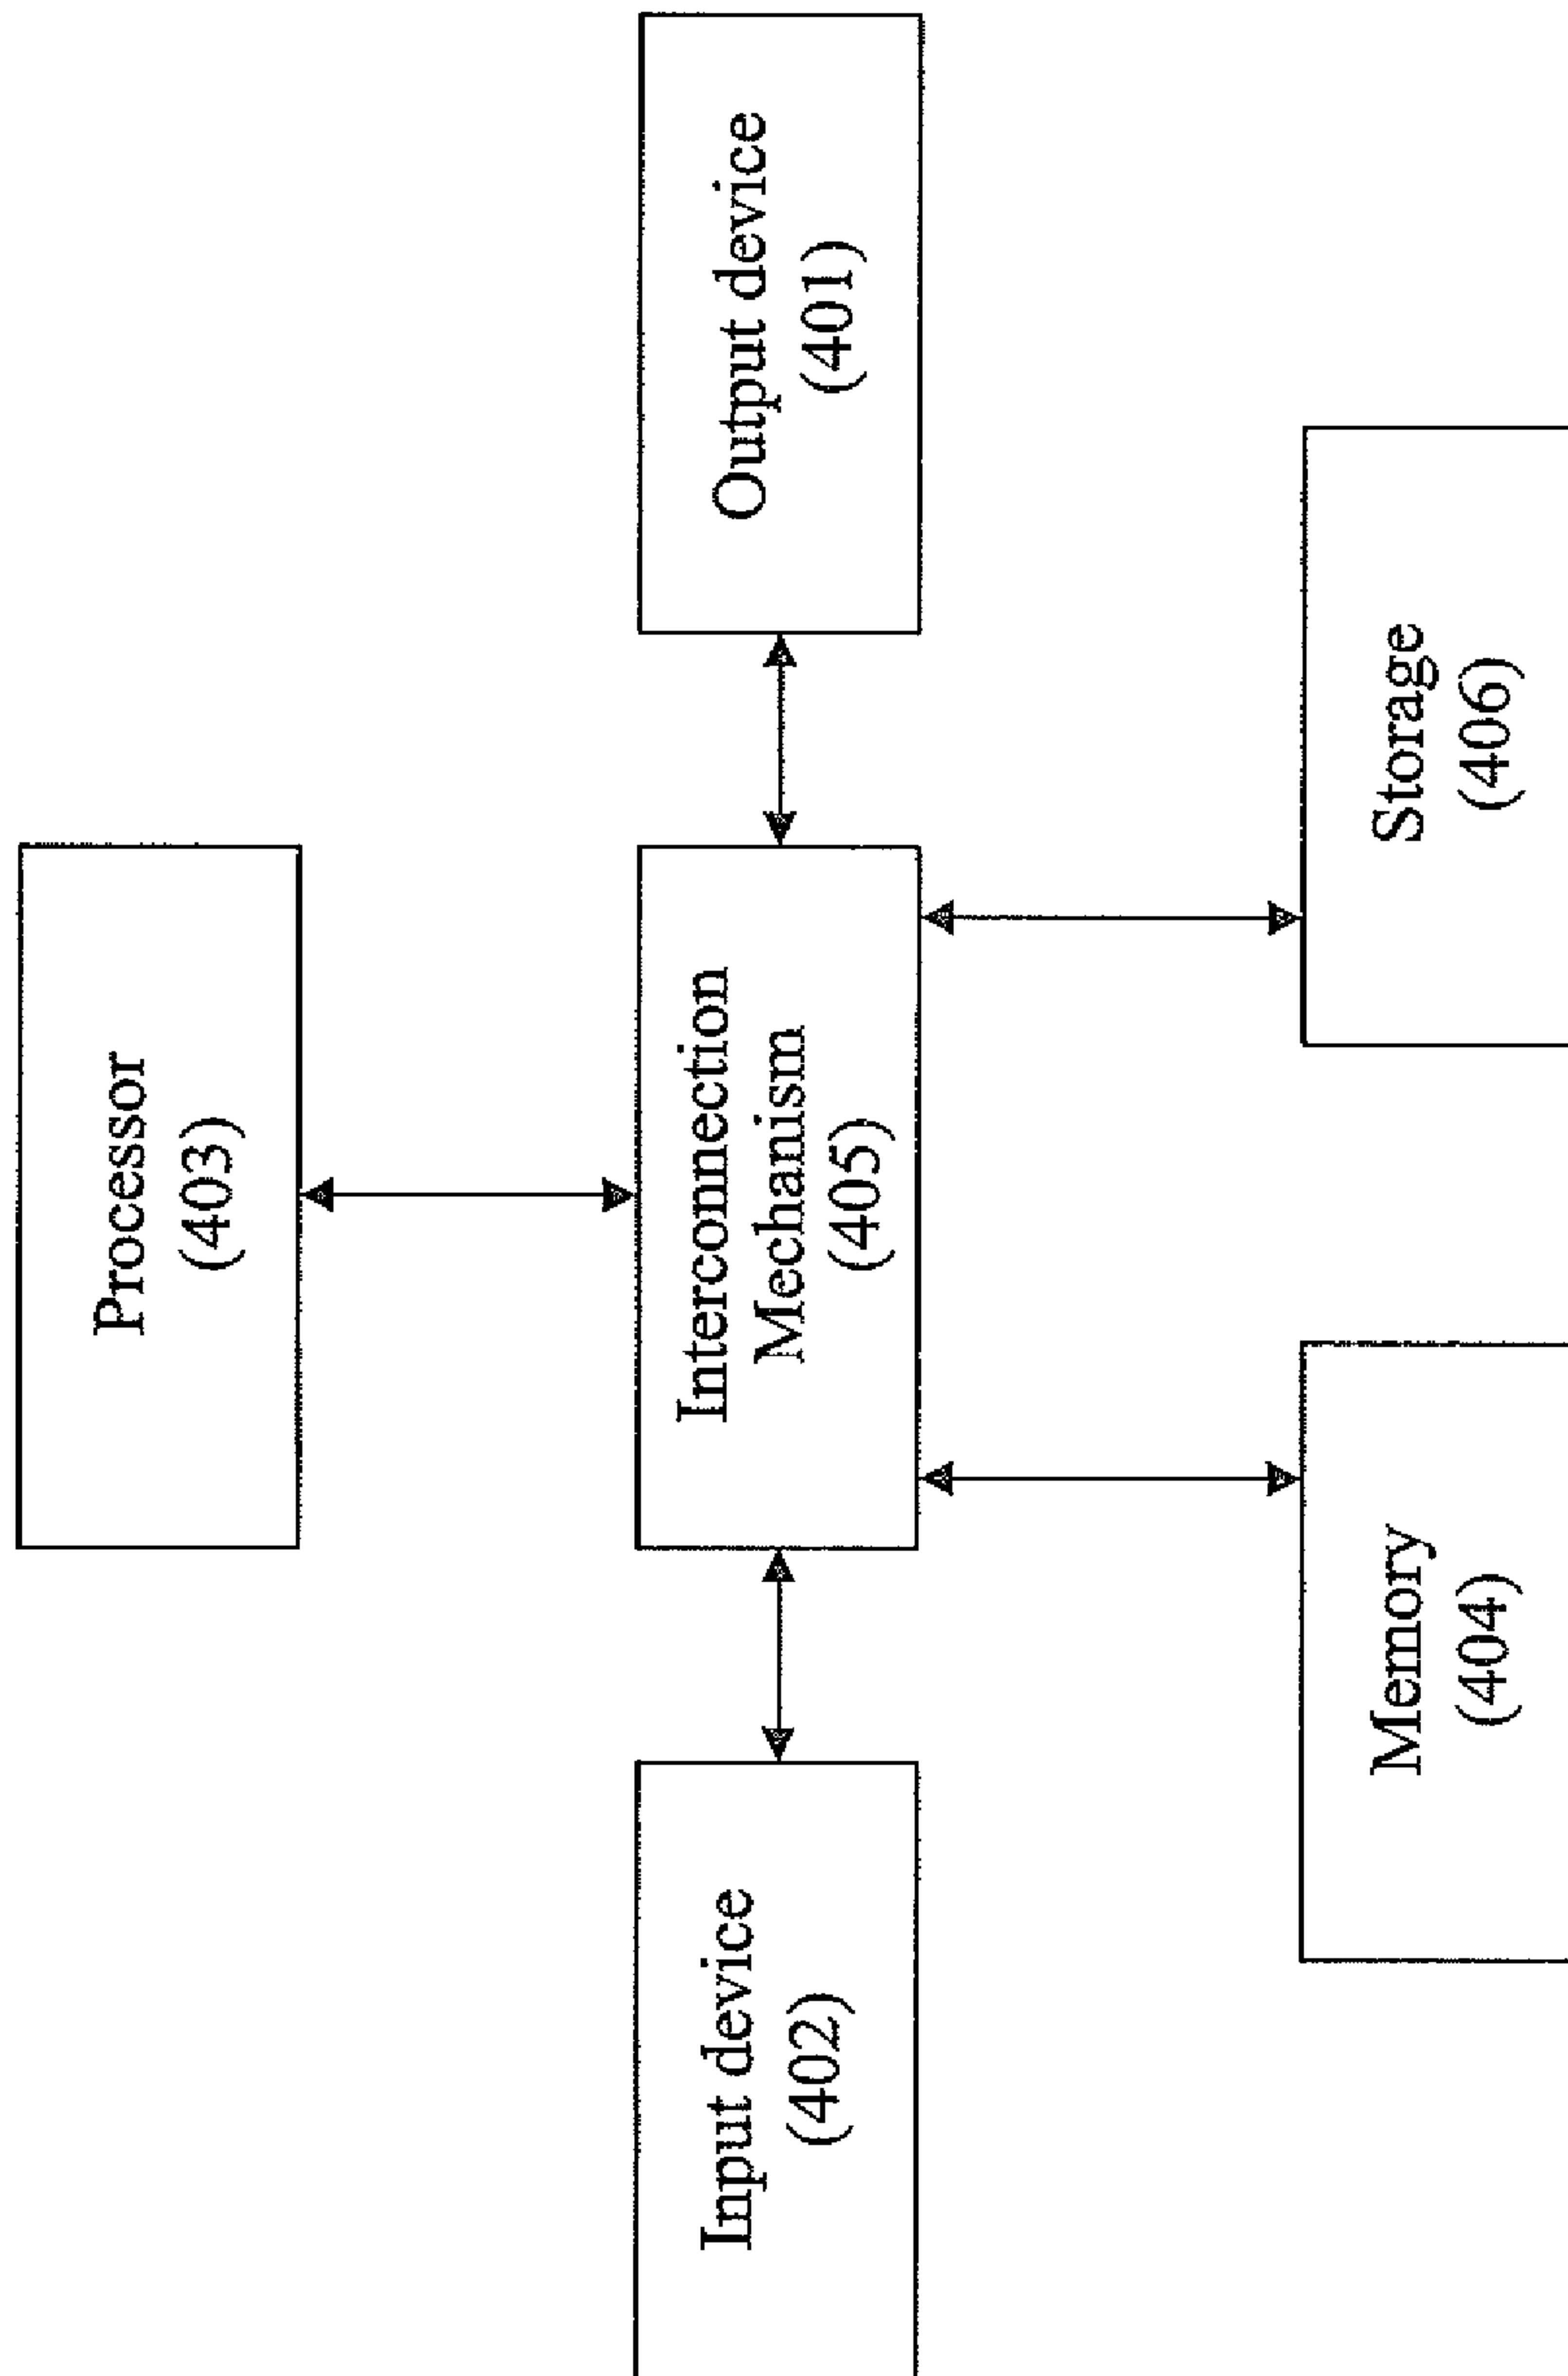 Processor
(403)
Input device
(402)
Interconnection
Mechanism
(405)
Output device
(401)
Memory
(404)
Storage
(406)